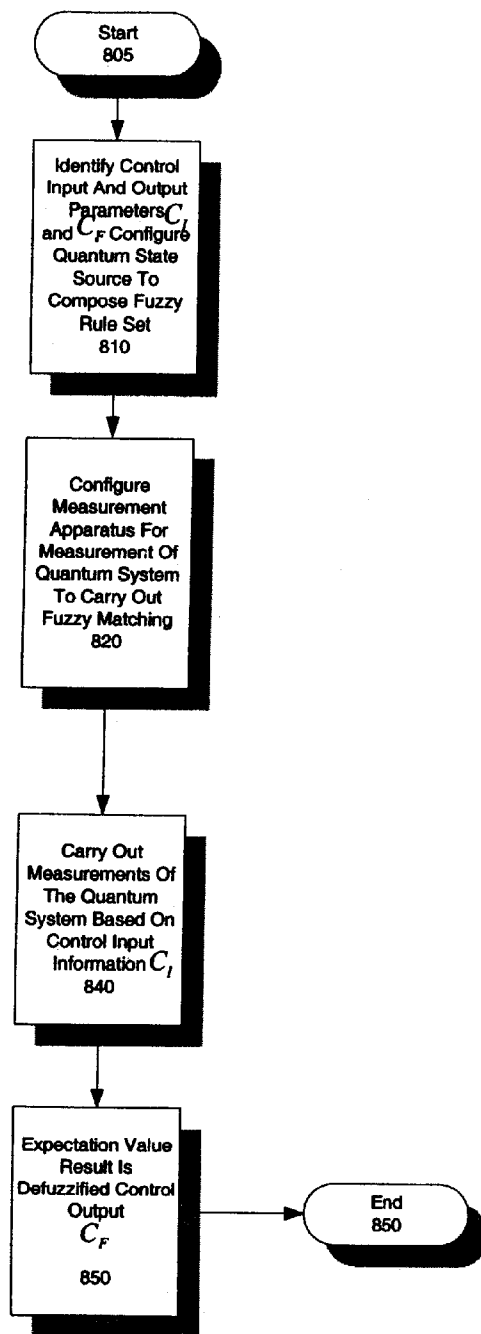 Start
805
Identify Control
Input And Output
Parameters C_I
and C_F Configure
Quantum State
Source To
Compose Fuzzy
Rule Set
810
Configure
Measurement
Apparatus For
Measurement Of
Quantum System
To Carry Out
Fuzzy Matching
820
Carry Out
Measurements Of
The Quantum
System Based On
Control Input
Information C_I
840
Expectation Value
Result Is
Defuzzified Control
Output
C_F
850
End
850